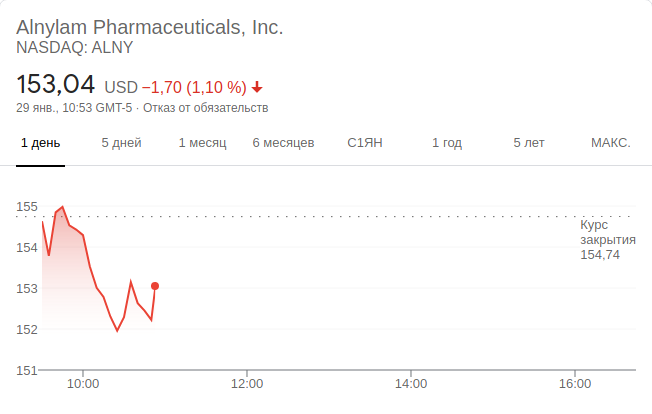 Alnylam Pharmaceuticals, Inc.
NASDAQ: ALNY
153,04 USD −1,70 (1,10 %)
29 янв., 10:53 GMT-5 · Отказ от обязательств
1 день 5 дней 1 месяц 6 месяцев С1ЯН 1 год 5 лет МАКС.
155
Курс
закрытия
154,74
154
153
152
151
10:00 12:00 14:00 16:00